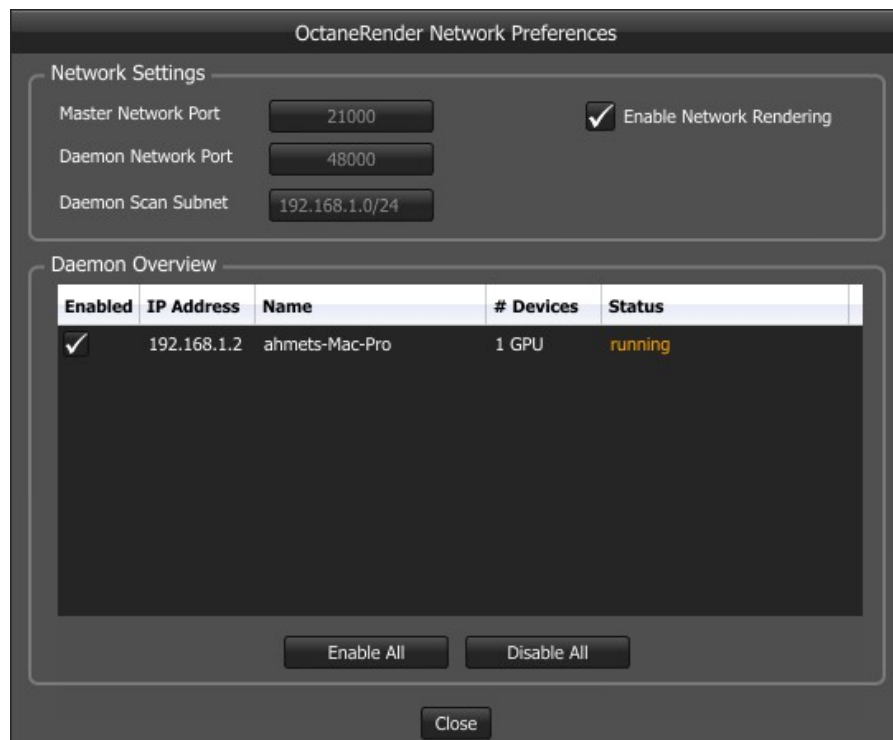 OctaneRender Network Preferences
Network Settings
Master Network Port 21000 Enable Network Rendering
Daemon Network Port 48000
Daemon Scan Subnet 192.168.1.0/24
Daemon Overview
Enabled IP Address Name # Devices Status
192.168.1.2 ahmets-Mac-Pro 1 GPU running
Enable All Disable All
Close